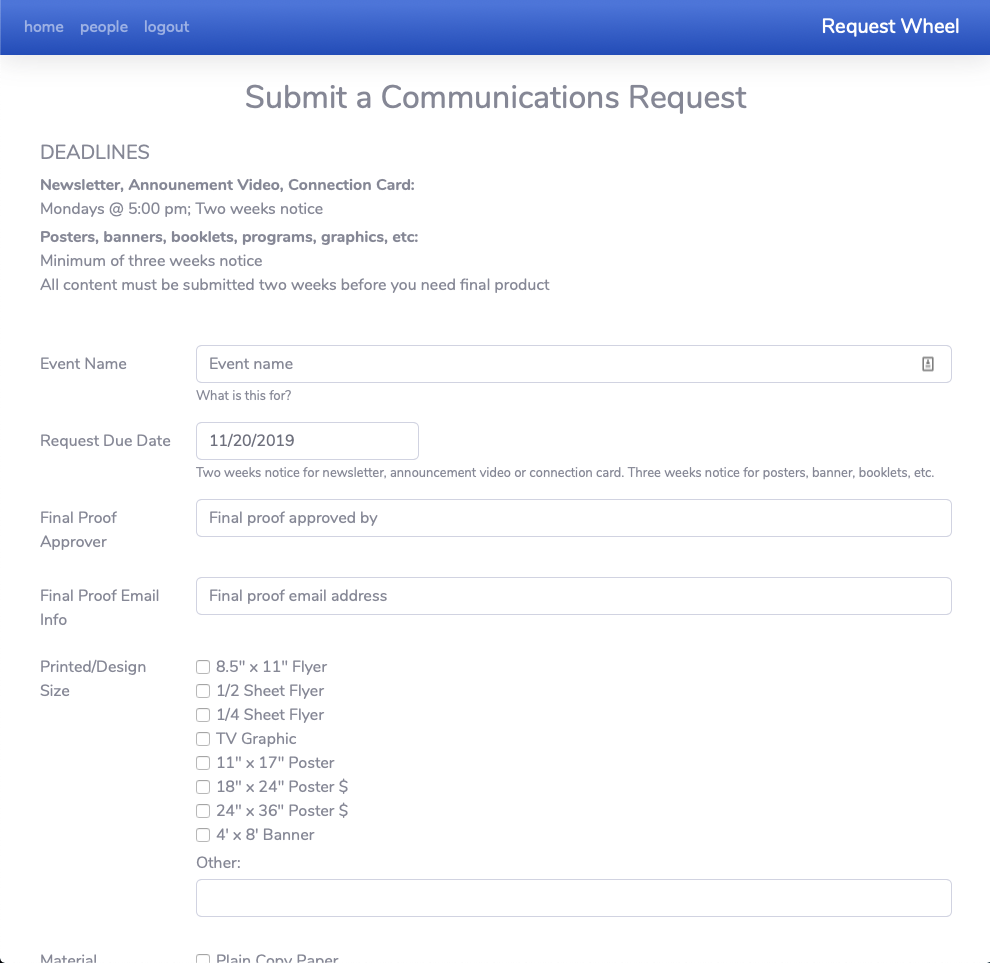 home people logout Request Wheel
Submit a Communications Request
DEADLINES
Newsletter, Announement Video, Connection Card:
Mondays @ 5:00 pm; Two weeks notice
Posters, banners, booklets, programs, graphics, etc:
Minimum of three weeks notice
All content must be submitted two weeks before you need final product
Event Name
Event name
What is this for?
Request Due Date
11/20/2019
Two weeks notice for newsletter, announcement video or connection card. Three weeks notice for posters, banner, booklets, etc.
Final Proof
Approver
Final proof approved by
Final Proof Email
Info
Final proof email address
Printed/Design
Size
8.5" x 11" Flyer
1/2 Sheet Flyer
1/4 Sheet Flyer
TV Graphic
11" x 17" Poster
18" x 24" Poster $
24" x 36" Poster $
4' x 8' Banner
Other:
Material
Plain Copy Paper